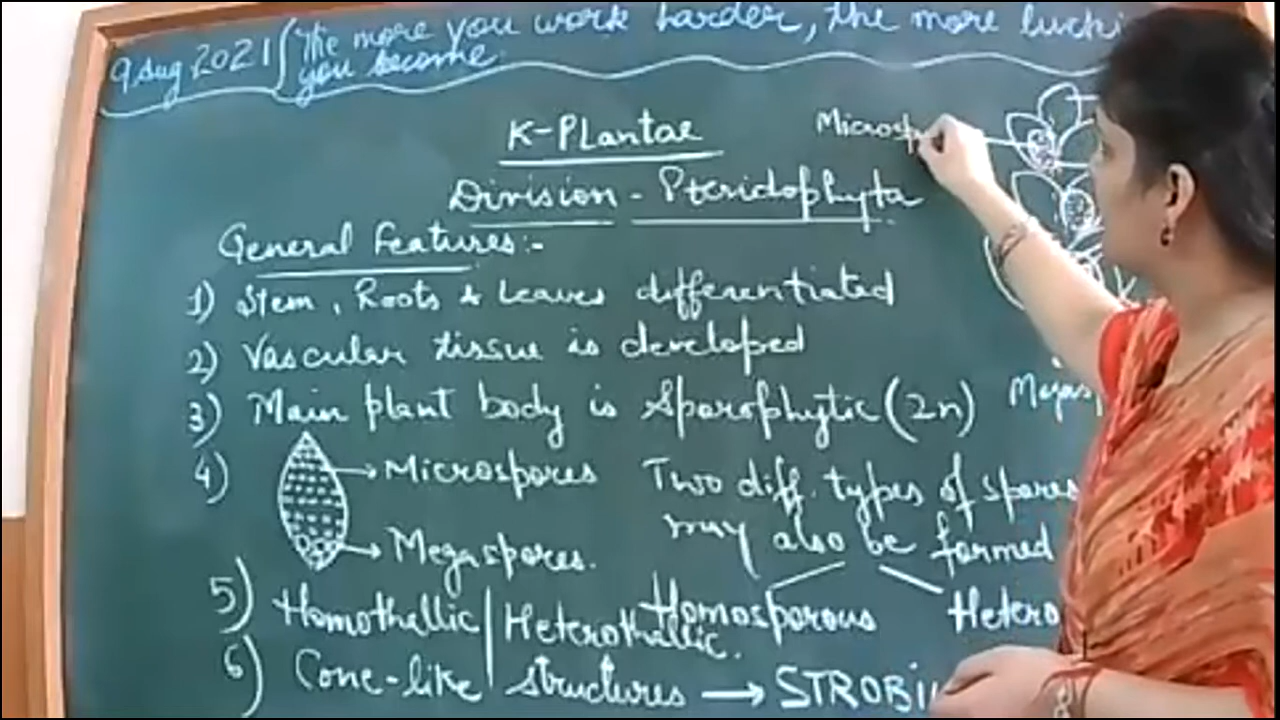 9 Aug 2021 The more you work harder, the more lucki
you become.
K-Plantae
Division - Pteridophyta
General Features:-
1) Stem, Roots & Leaves differentiated
2) Vascular tissue is developed
3) Main plant body is Sporophytic (2n)
4) Microspores
Megaspores.
Two diff. types of spores
may also be formed
Homosporous Hetero
5) Homothallic/Heterothallic.
6) Cone-like structures → STROBI
Microsp
Megasp